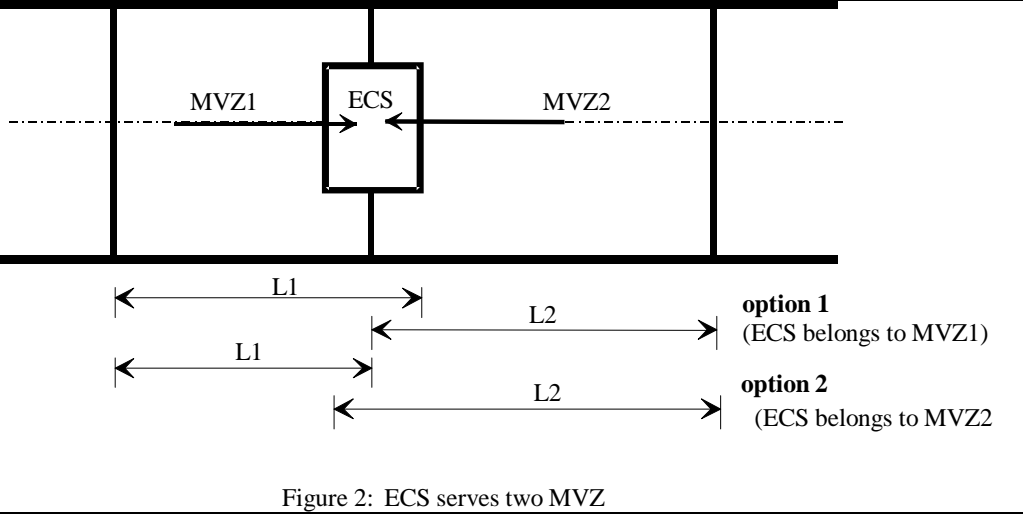 MVZ1 ECS MVZ2
L1
L2
option 1
(ECS belongs to MVZ1)
L1
L2
option 2
(ECS belongs to MVZ2
Figure 2: ECS serves two MVZ